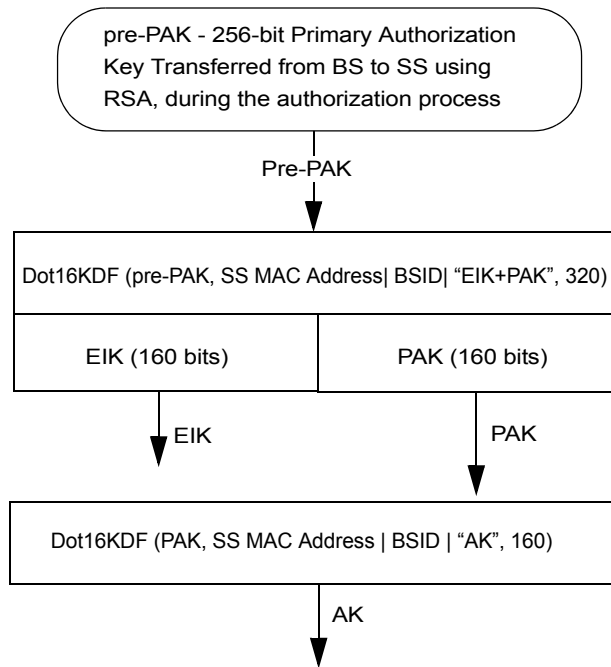 pre-PAK - 256-bit Primary Authorization
Key Transferred from BS to SS using
RSA, during the authorization process
Pre-PAK
Dot16KDF (pre-PAK, SS MAC Address| BSID| “EIK+PAK”, 320)
EIK (160 bits)
PAK (160 bits)
EIK
PAK
Dot16KDF (PAK, SS MAC Address | BSID | “AK”, 160)
AK